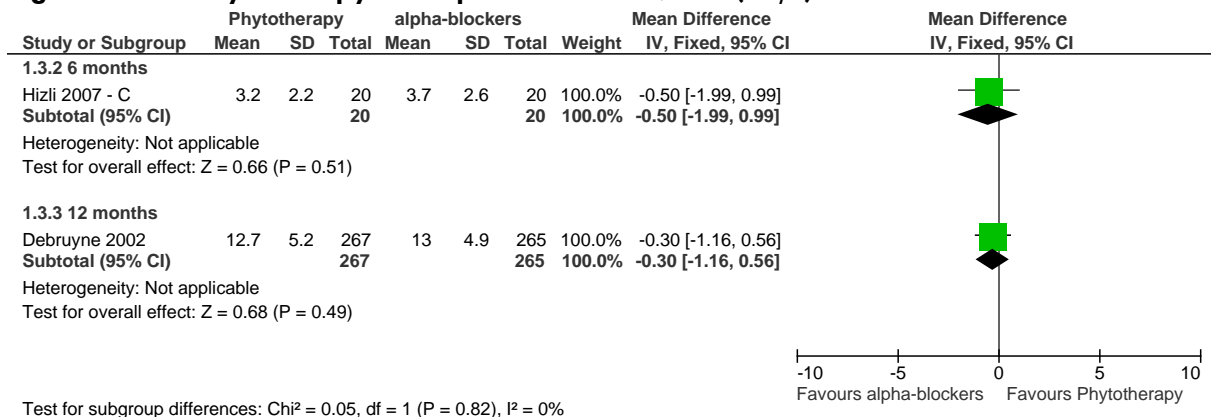 Phytotherapy alpha-blockers Mean Difference Mean Difference
Study or Subgroup Mean SD Total Mean SD Total Weight IV, Fixed, 95% CI IV, Fixed, 95% CI
1.3.2 6 months
Hizli 2007 - C 3.2 2.2 20 3.7 2.6 20 100.0% -0.50 [-1.99, 0.99]
Subtotal (95% CI) 20 20 100.0% -0.50 [-1.99, 0.99]
Heterogeneity: Not applicable
Test for overall effect: Z = 0.66 (P = 0.51)
1.3.3 12 months
Debruyne 2002 12.7 5.2 267 13 4.9 265 100.0% -0.30 [-1.16, 0.56]
Subtotal (95% CI) 267 265 100.0% -0.30 [-1.16, 0.56]
Heterogeneity: Not applicable
Test for overall effect: Z = 0.68 (P = 0.49)
-10 -5 0 5 10
Favours alpha-blockers Favours Phytotherapy
Test for subgroup differences: Chi² = 0.05, df = 1 (P = 0.82), I² = 0%